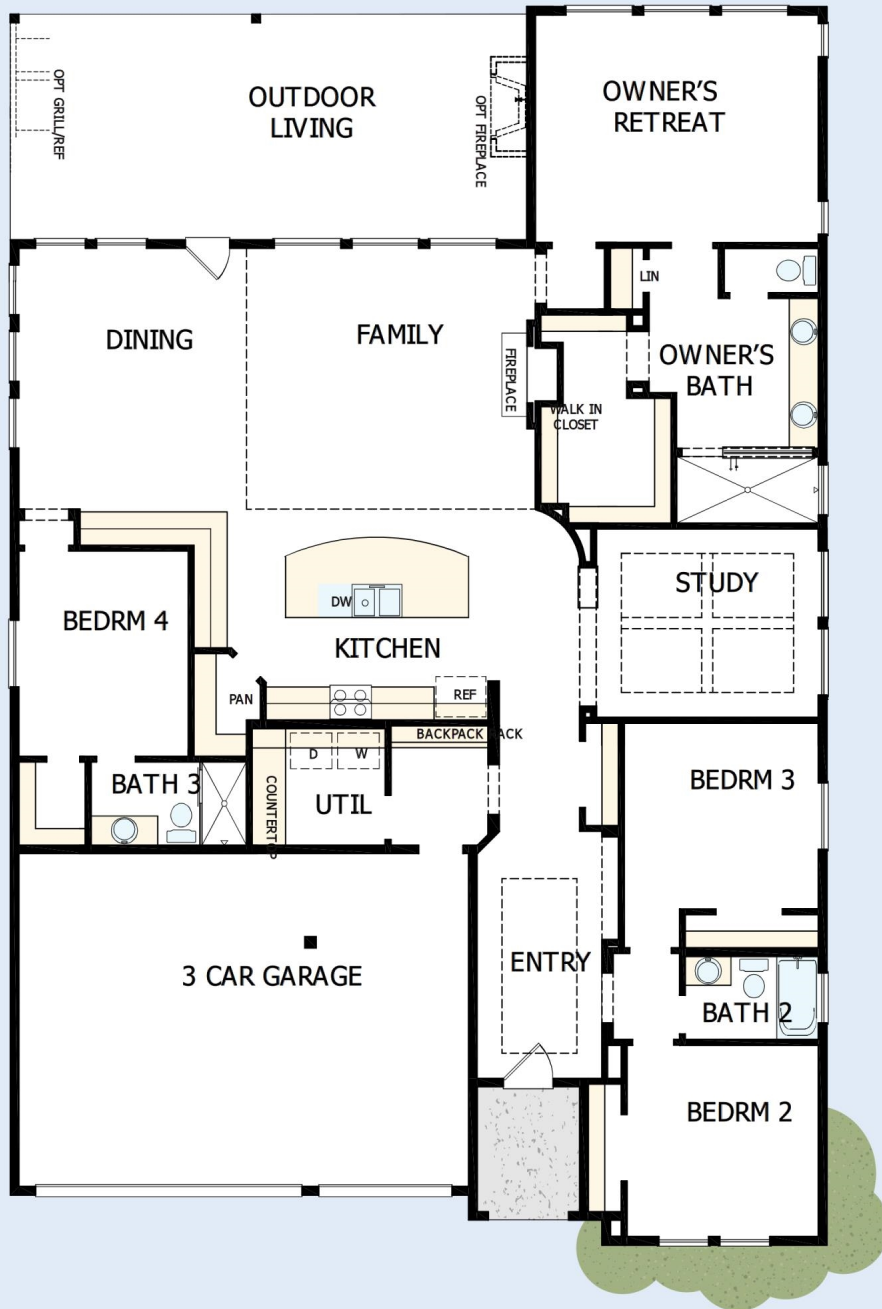 OUTDOOR
LIVING
OPT GRILL/REF
OPT FIREPLACE
OWNER'S
RETREAT
LIN
DINING
FAMILY
FIREPLACE
OWNER'S
BATH
WALK IN
CLOSET
STUDY
BEDRM 4
DW
KITCHEN
PAN
REF
BACKPACK RACK
D
W
BATH 3
COUNTERTOP
UTIL
BEDRM 3
3 CAR GARAGE
ENTRY
BATH 2
BEDRM 2